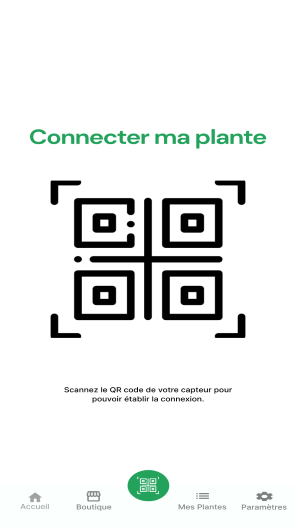 Connecter ma plante
Scannez le QR code de votre capteur pour
pouvoir établir la connexion.
Accueil
Boutique
Mes Plantes
Paramètres